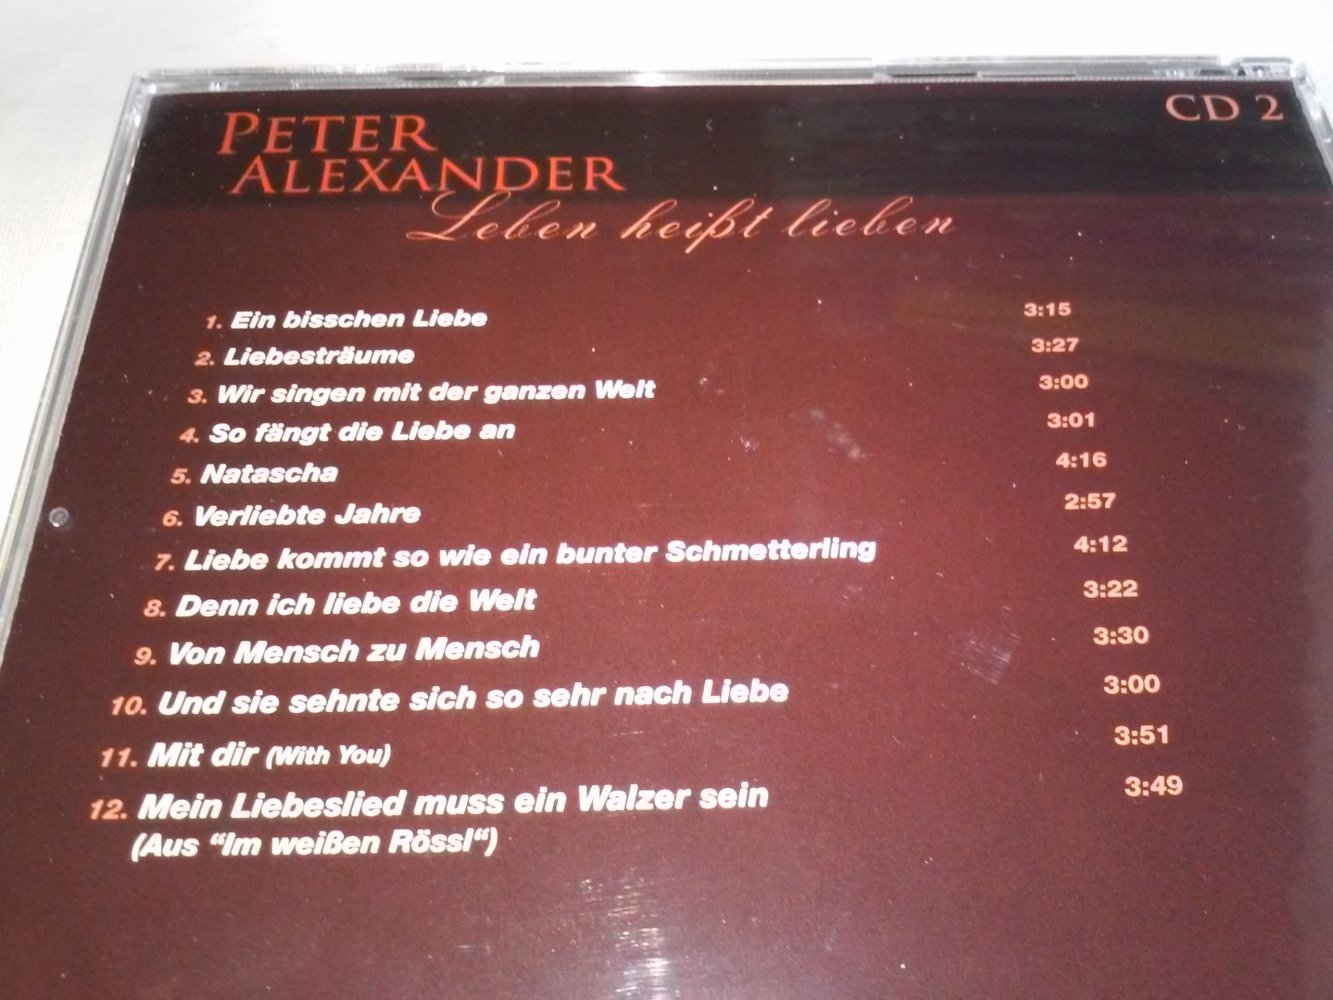 PETER
ALEXANDER
CD 2
Leben heißt lieben
1. Ein bisschen Liebe 3:15
2. Liebesträume 3:27
3. Wir singen mit der ganzen Welt 3:00
4. So fängt die Liebe an 3:01
5. Natascha 4:16
6. Verliebte Jahre 2:57
7. Liebe kommt so wie ein bunter Schmetterling 4:12
8. Denn ich liebe die Welt 3:22
9. Von Mensch zu Mensch 3:30
10. Und sie sehnte sich so sehr nach Liebe 3:00
11. Mit dir (With You) 3:51
12. Mein Liebeslied muss ein Walzer sein 3:49
(Aus “Im weißen Rössl“)